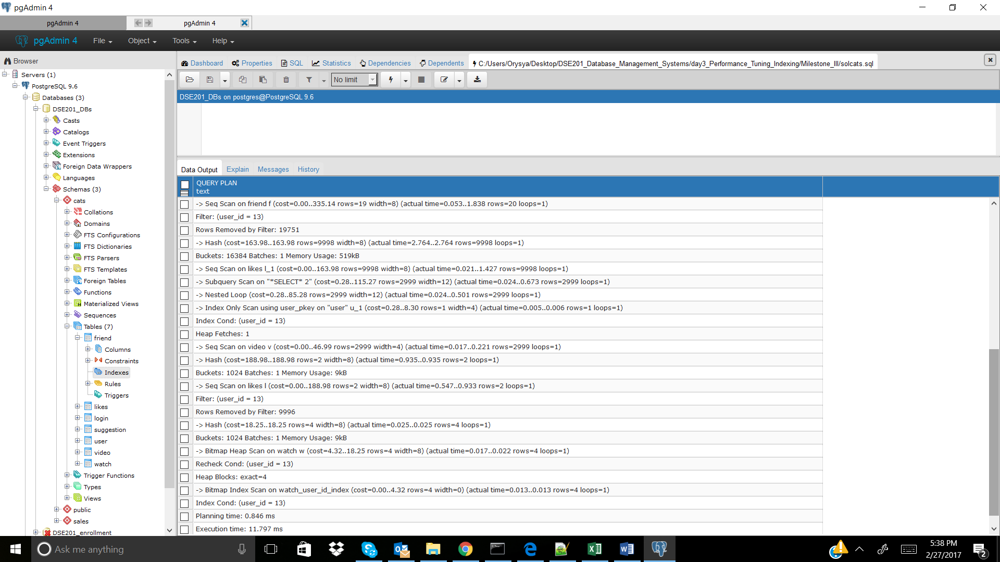 pgAdmin 4
pgAdmin 4
pgAdmin 4
pgAdmin 4 File Object Tools Help
Browser
Servers (1)
PostgreSQL 9.6
Databases (3)
DSE201_DBs
Casts
Catalogs
Event Triggers
Extensions
Foreign Data Wrappers
Languages
Schemas (3)
cats
Collations
Domains
FTS Configurations
FTS Dictionaries
FTS Parsers
FTS Templates
Foreign Tables
Functions
Materialized Views
Sequences
Tables (7)
friend
Columns
Constraints
Indexes
Rules
Triggers
likes
login
suggestion
user
video
watch
Trigger Functions
Types
Views
public
sales
DSE201_enrollment
Dashboard Properties SQL Statistics Dependencies Dependents C:/Users/Orysya/Desktop/DSE201_Database_Management_Systems/day3_Performance_Tuning_Indexing/Milestone_III/solcats.sql
No limit
DSE201_DBs on postgres@PostgreSQL 9.6
Data Output Explain Messages History
QUERY PLAN
text
-> Seq Scan on friend f (cost=0.00..335.14 rows=19 width=8) (actual time=0.053..1.838 rows=20 loops=1)
Filter: (user_id = 13)
Rows Removed by Filter: 19751
-> Hash (cost=163.98..163.98 rows=9998 width=8) (actual time=2.764..2.764 rows=9998 loops=1)
Buckets: 16384 Batches: 1 Memory Usage: 519kB
-> Seq Scan on likes l_1 (cost=0.00..163.98 rows=9998 width=8) (actual time=0.021..1.427 rows=9998 loops=1)
-> Subquery Scan on "*SELECT* 2" (cost=0.28..115.27 rows=2999 width=12) (actual time=0.024..0.673 rows=2999 loops=1)
-> Nested Loop (cost=0.28..85.28 rows=2999 width=12) (actual time=0.024..0.501 rows=2999 loops=1)
-> Index Only Scan using user_pkey on "user" u_1 (cost=0.28..8.30 rows=1 width=4) (actual time=0.005..0.006 rows=1 loops=1)
Index Cond: (user_id = 13)
Heap Fetches: 1
-> Seq Scan on video v (cost=0.00..46.99 rows=2999 width=4) (actual time=0.017..0.221 rows=2999 loops=1)
-> Hash (cost=188.98..188.98 rows=2 width=8) (actual time=0.935..0.935 rows=2 loops=1)
Buckets: 1024 Batches: 1 Memory Usage: 9kB
-> Seq Scan on likes l (cost=0.00..188.98 rows=2 width=8) (actual time=0.547..0.933 rows=2 loops=1)
Filter: (user_id = 13)
Rows Removed by Filter: 9996
-> Hash (cost=18.25..18.25 rows=4 width=8) (actual time=0.025..0.025 rows=4 loops=1)
Buckets: 1024 Batches: 1 Memory Usage: 9kB
-> Bitmap Heap Scan on watch w (cost=4.32..18.25 rows=4 width=8) (actual time=0.017..0.022 rows=4 loops=1)
Recheck Cond: (user_id = 13)
Heap Blocks: exact=4
-> Bitmap Index Scan on watch_user_id_index (cost=0.00..4.32 rows=4 width=0) (actual time=0.013..0.013 rows=4 loops=1)
Index Cond: (user_id = 13)
Planning time: 0.846 ms
Execution time: 11.797 ms
Ask me anything
5:38 PM
2/27/2017
2